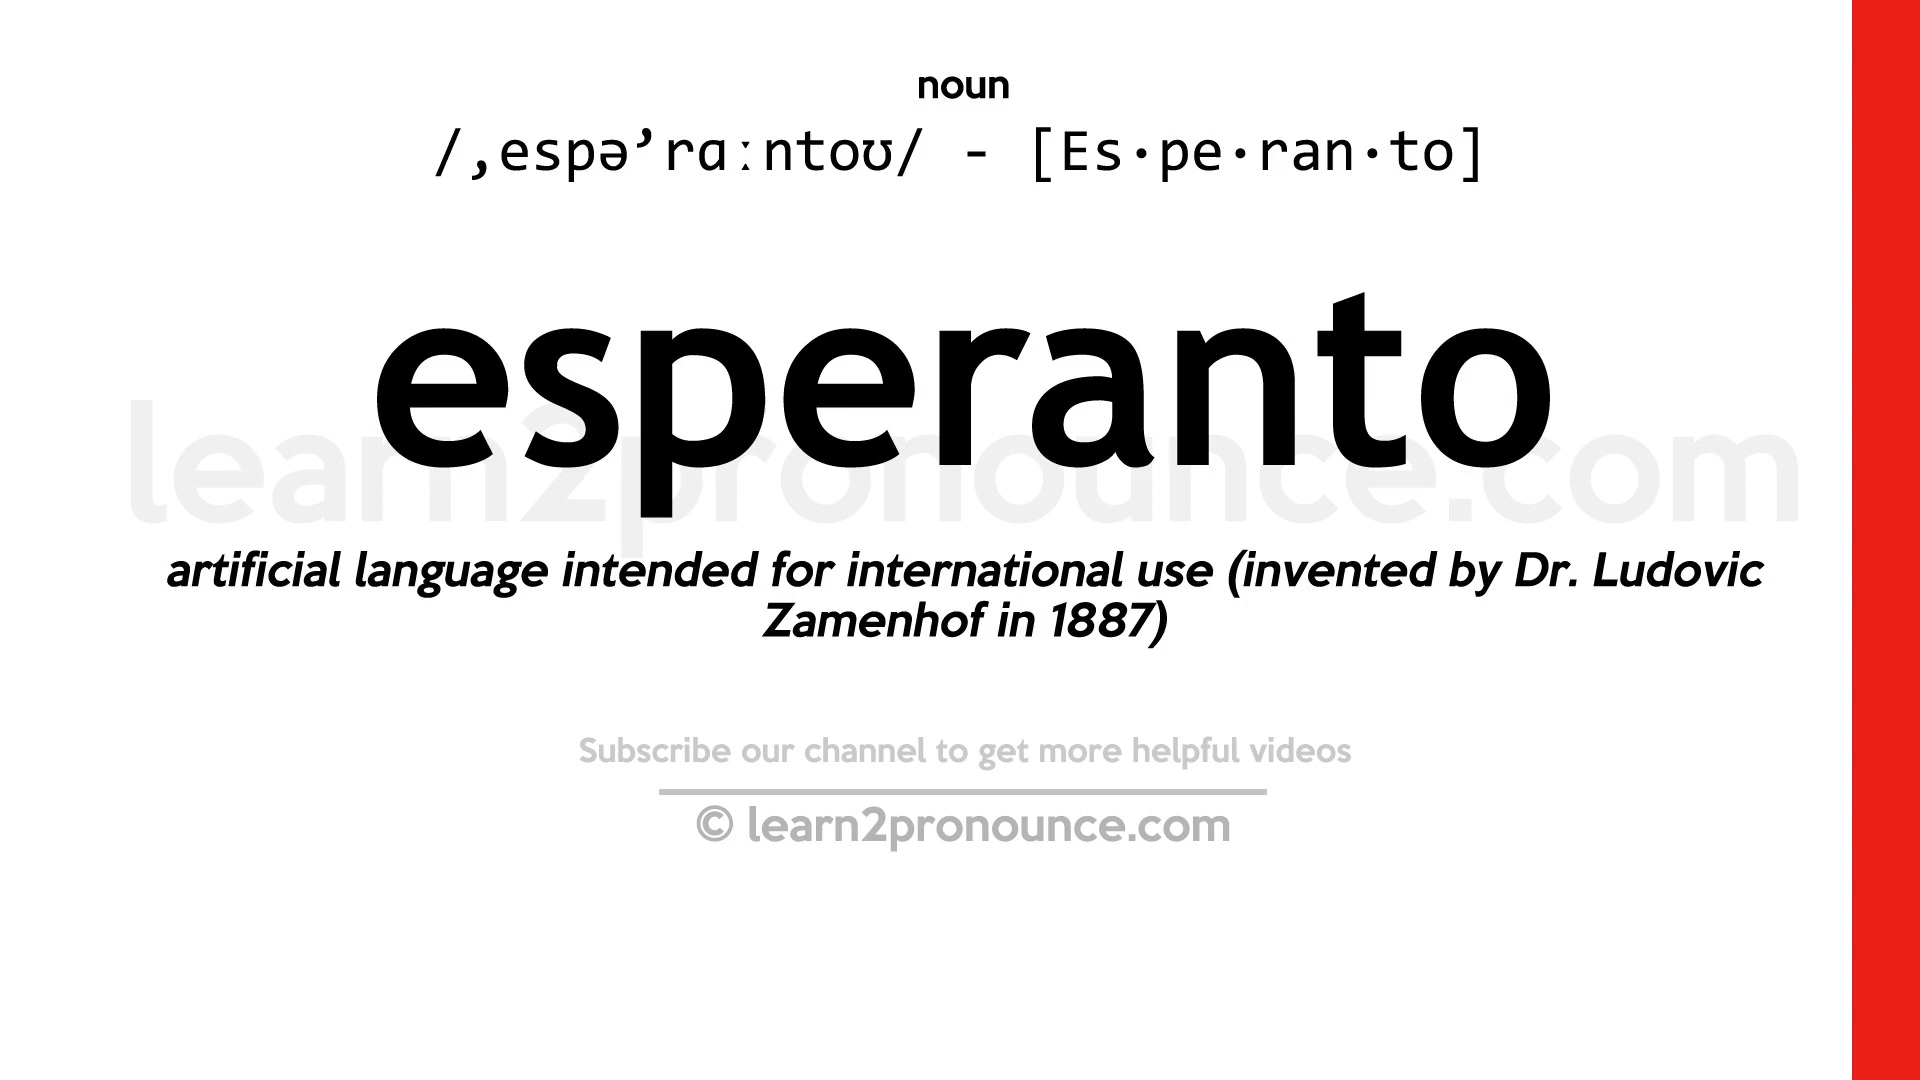 noun
/ˌespəˈrɑːntoʊ/ - [Es·pe·ran·to]
esperanto
learn2pronounce.com
artificial language intended for international use (invented by Dr. Ludovic
Zamenhof in 1887)
Subscribe our channel to get more helpful videos
© learn2pronounce.com